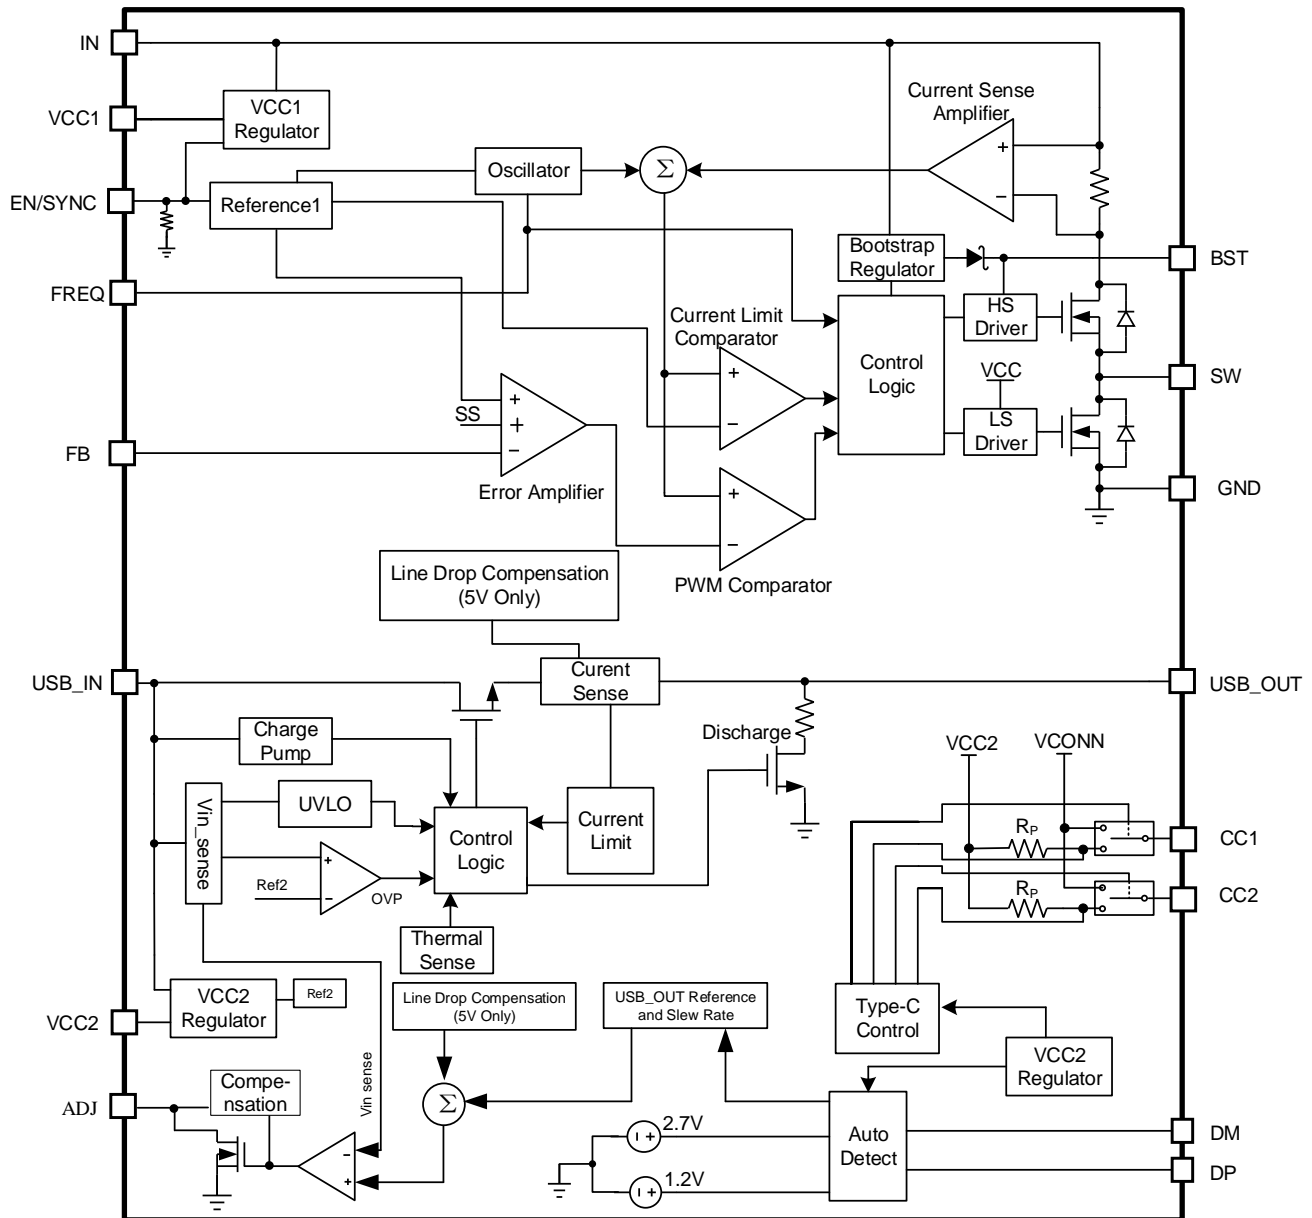 IN
VCC1
VCC1
Regulator
Current Sense
Amplifier
+
−
EN/SYNC
Reference1
Oscillator
Σ
Bootstrap
Regulator
BST
FREQ
HS
Driver
Current Limit
Comparator
+
−
Control
Logic
VCC
SW
LS
Driver
SS
+
+
−
FB
Error Amplifier
GND
+
−
PWM Comparator
Line Drop Compensation
(5V Only)
USB_IN
Curent
Sense
USB_OUT
Charge
Pump
Discharge
VCC2
VCONN
Vin_sense
UVLO
Control
Logic
Current
Limit
RP
CC1
+
−
Ref2
OVP
RP
CC2
Thermal
Sense
VCC2
Regulator
Ref2
VCC2
Line Drop Compensation
(5V Only)
USB_OUT Reference
and Slew Rate
Type-C
Control
VCC2
Regulator
Vin sense
ADJ
Compe-
nsation
Σ
-
+
2.7V
- +
1.2V
- +
Auto
Detect
DM
DP